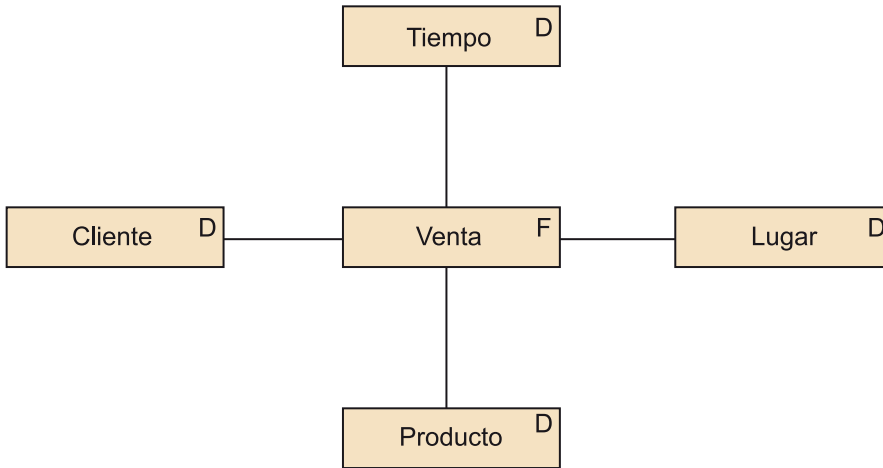 Tiempo D
Cliente D
Venta F
Lugar D
Producto D